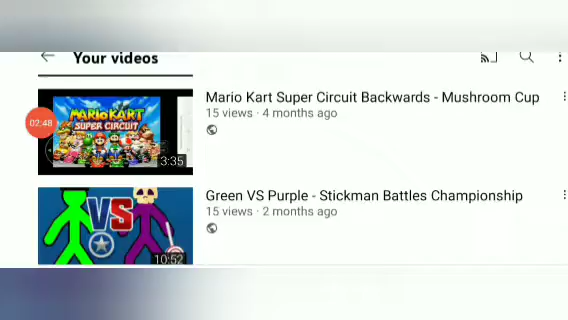 Your videos
02:48
MARIO KART
SUPER CIRCUIT
3:35
Mario Kart Super Circuit Backwards - Mushroom Cup
15 views · 4 months ago
VS
10:52
Green VS Purple - Stickman Battles Championship
15 views · 2 months ago